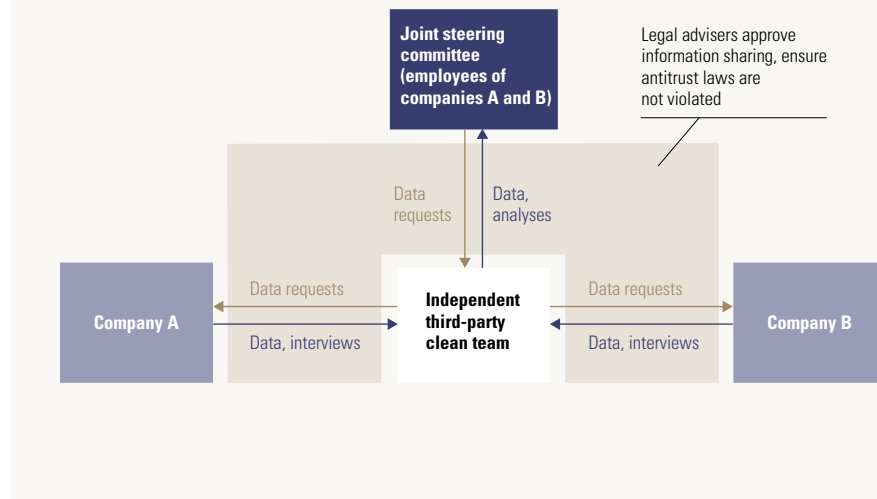 Joint steering
committee
(employees of
companies A and B)
Legal advisers approve
information sharing, ensure
antitrust laws are
not violated
Data
requests
Data,
analyses
Company A
Data requests
Data, interviews
Independent
third-party
clean team
Data requests
Data, interviews
Company B